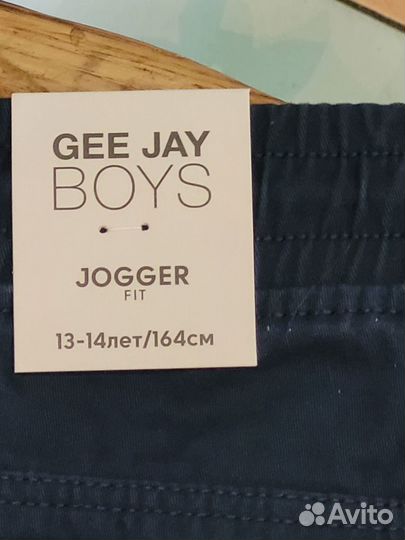 GEE JAY
BOYS
JOGGER
FIT
13-14лет/164см
Avito